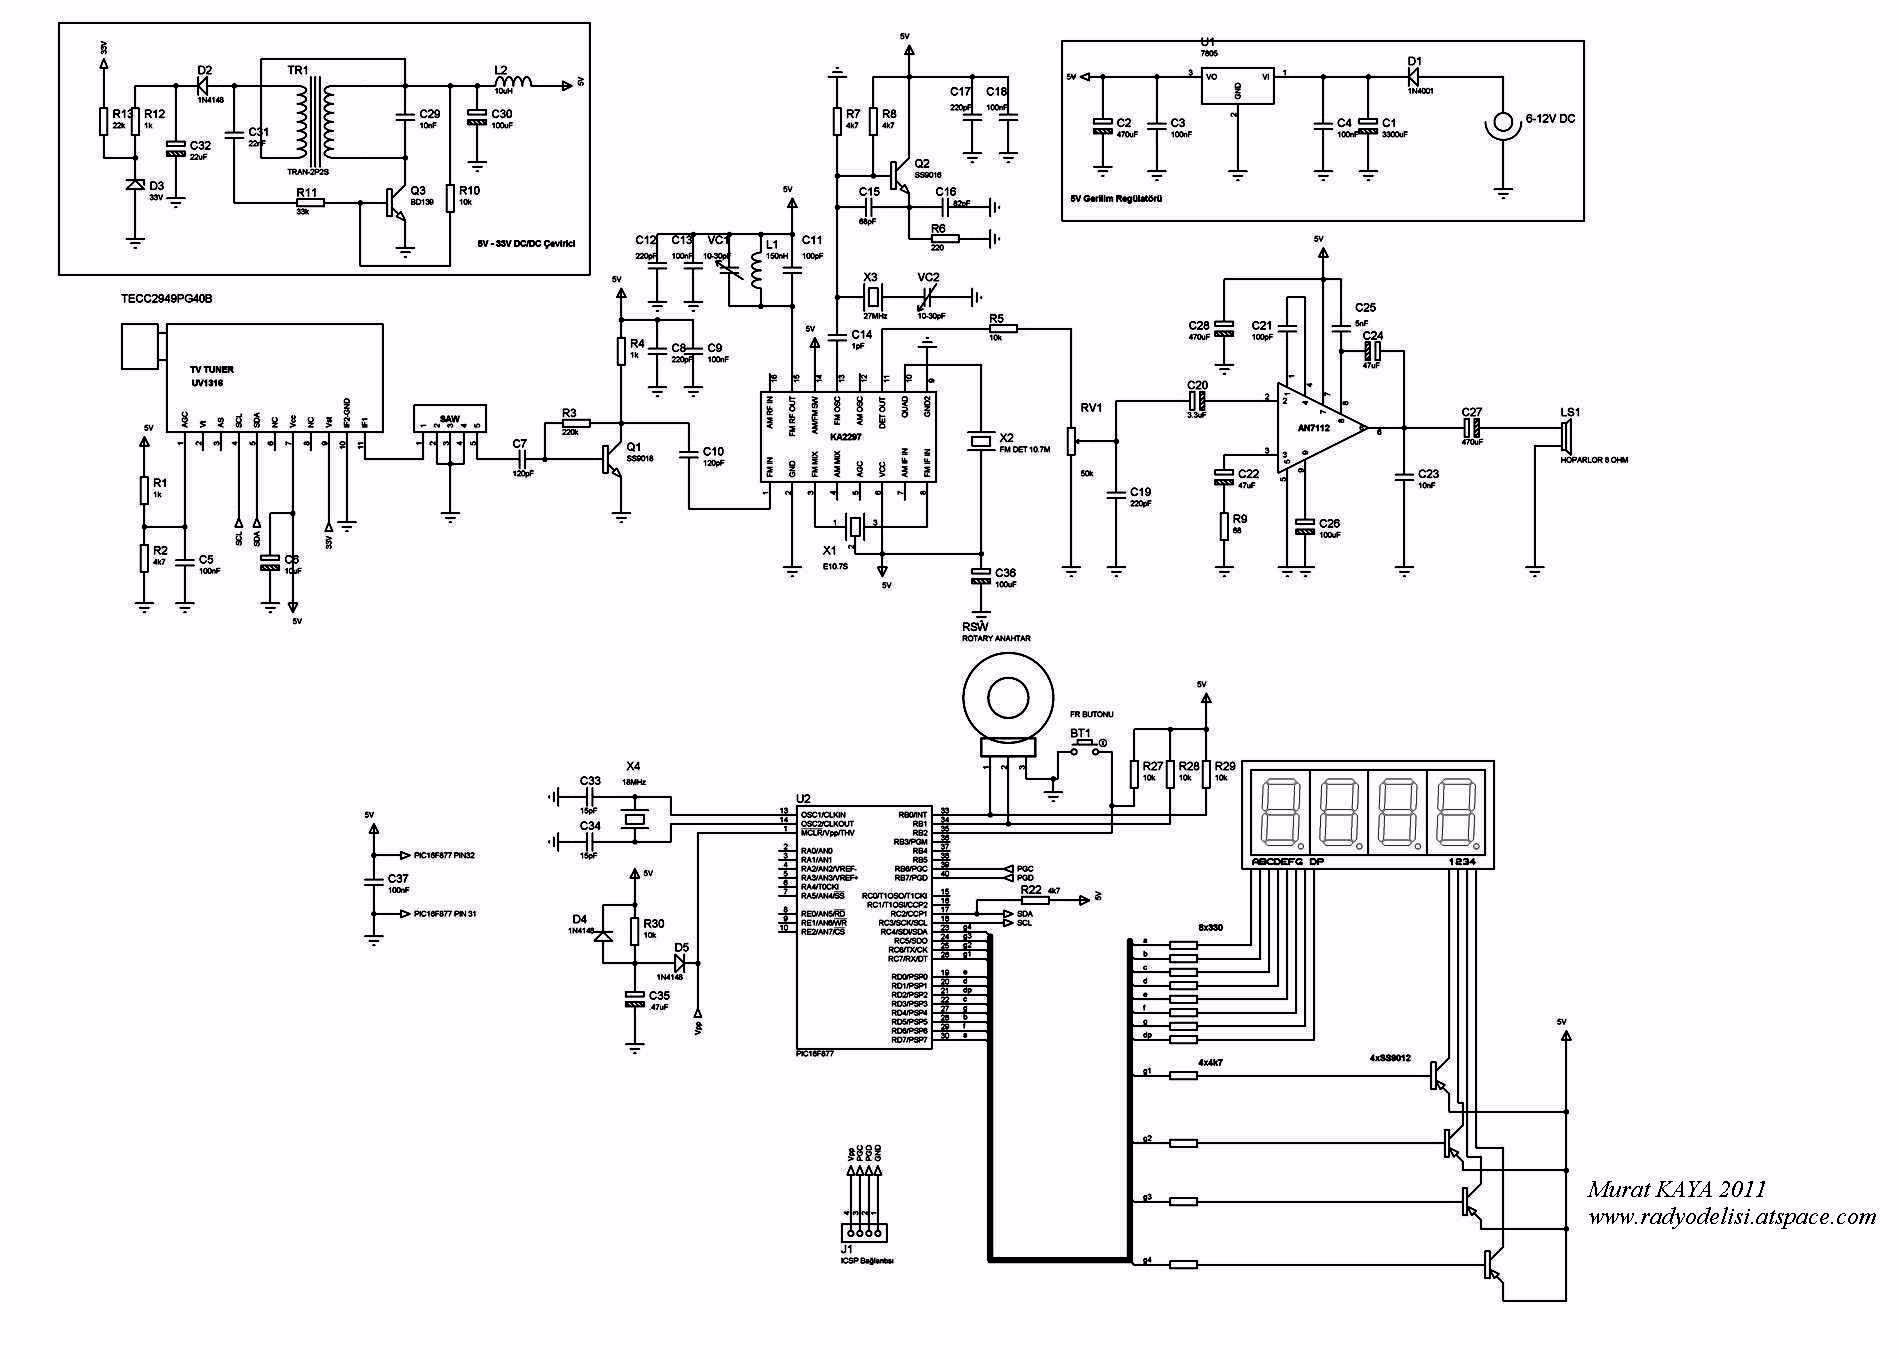 33V
R13
22k
R12
1k
D2
1N4148
C32
22uF
D3
33V
C31
TR1
TRAN-2P2S
R11
33k
Q3
BD139
C29
10nF
R10
10k
C30
100uF
L2
10uH
5V
5V - 33V DC/DC Çevirici
5V
R7
4k7
R8
4k7
C17
220pF
C18
100nF
Q2
SS9016
C15
68pF
C16
82pF
R6
220
X3
27MHz
VC2
10-30pF
C14
1pF
U1
7805
VO
VI
GND
3
1
2
5V
C2
470uF
C3
100nF
C4
100nF
C1
3300uF
D1
1N4001
6-12V DC
5V Gerilim Regülatörü
TECC2949PG40B
TV TUNER
UV1316
AGC
VI
AS
SCL
SDA
NC
Vcc
NC
Vst
IF2-GND
IF1
1
2
3
4
5
6
7
8
9
10
11
5V
R1
1k
R2
4k7
C5
100nF
SCL
SDA
C6
10uF
5V
33V
SAW
1
2
3
4
5
C7
120pF
R3
220k
Q1
SS9018
5V
R4
1k
C8
220pF
C9
100nF
C10
120pF
C12
220pF
C13
100nF
VC1
10-30pF
L1
150nH
C11
100pF
5V
5V
16
15
14
13
12
11
10
9
AM RF IN
FM RF OUT
AM/FM SW
FM OSC
AM OSC
DET OUT
QUAD
GND2
KA2297
FM IN
GND
FM MIX
AM MIX
AGC
VCC
AM IF IN
FM IF IN
1
2
3
4
5
6
7
8
X1
E10.7S
1
2
3
5V
X2
FM DET 10.7M
C36
100uF
R5
10k
RV1
50k
C19
220pF
C20
3.3uF
5V
C28
470uF
C21
100pF
C25
5nF
C24
47uF
AN7112
C22
47uF
R9
68
C26
100uF
C23
10nF
C27
470uF
LS1
HOPARLOR 8 OHM
RSW
ROTARY ANAHTAR
1
2
3
FR BUTONU
BT1
5V
R27
10k
R28
10k
R29
10k
X4
18MHz
C33
15pF
C34
15pF
5V
PIC16F877 PIN32
C37
100nF
PIC16F877 PIN 31
5V
D4
1N4148
R30
10k
D5
1N4148
C35
.47uF
Vpp
U2
13 OSC1/CLKIN
14 OSC2/CLKOUT
1 MCLR/Vpp/THV
2 RA0/AN0
3 RA1/AN1
4 RA2/AN2/VREF-
5 RA3/AN3/VREF+
6 RA4/T0CKI
7 RA5/AN4/SS
8 RE0/AN5/RD
9 RE1/AN6/WR
10 RE2/AN7/CS
RB0/INT 33
RB1 34
RB2 35
RB3/PGM 36
RB4 37
RB5 38
RB6/PGC 39 PGC
RB7/PGD 40 PGD
RC0/T1OSO/T1CKI 15
RC1/T1OSI/CCP2 16
RC2/CCP1 17 SDA
RC3/SCK/SCL 18 SCL
RC4/SDI/SDA 23 g4
RC5/SDO 24 g3
RC6/TX/CK 25 g2
RC7/RX/DT 26 g1
RD0/PSP0 19 e
RD1/PSP1 20 d
RD2/PSP2 21 dp
RD3/PSP3 22 c
RD4/PSP4 27 g
RD5/PSP5 28 b
RD6/PSP6 29 f
RD7/PSP7 30 a
PIC16F877
R22
4k7
5V
ABCDEFG DP
1234
8x330
a
b
c
d
e
f
g
dp
4x4k7
g1
g2
g3
g4
4xSS9012
5V
Vpp
PGC
PGD
GND
4
3
2
1
J1
ICSP Bağlantısı
Murat KAYA 2011
www.radyodelisi.atspace.com